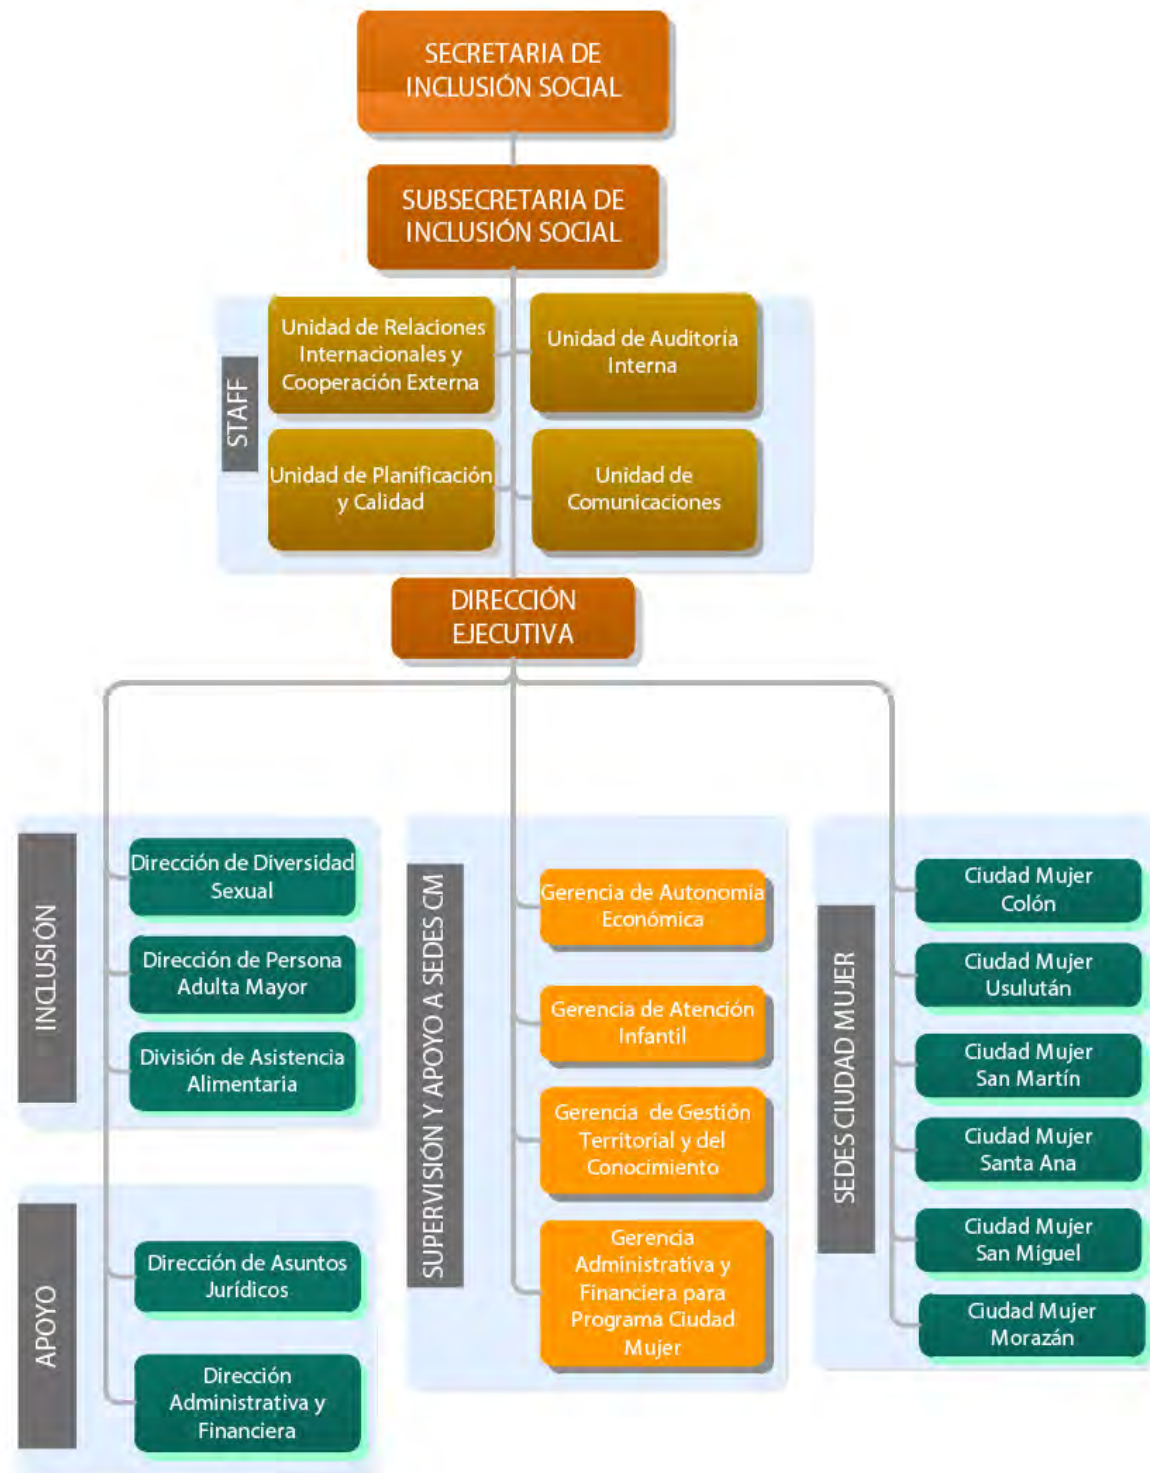 SECRETARIA DE
INCLUSIÓN SOCIAL
SUBSECRETARIA DE
INCLUSIÓN SOCIAL
STAFF
Unidad de Relaciones
Internacionales y
Cooperación Externa
Unidad de Auditoría
Interna
Unidad de Planificación
y Calidad
Unidad de
Comunicaciones
DIRECCIÓN
EJECUTIVA
INCLUSIÓN
Dirección de Diversidad
Sexual
Dirección de Persona
Adulta Mayor
División de Asistencia
Alimentaria
APOYO
Dirección de Asuntos
Jurídicos
Dirección
Administrativa y
Financiera
SUPERVISIÓN Y APOYO A SEDES CM
Gerencia de Autonomía
Económica
Gerencia de Atención
Infantil
Gerencia de Gestión
Territorial y del
Conocimiento
Gerencia
Administrativa y
Financiera para
Programa Ciudad
Mujer
SEDES CIUDAD MUJER
Ciudad Mujer
Colón
Ciudad Mujer
Usulután
Ciudad Mujer
San Martín
Ciudad Mujer
Santa Ana
Ciudad Mujer
San Miguel
Ciudad Mujer
Morazán